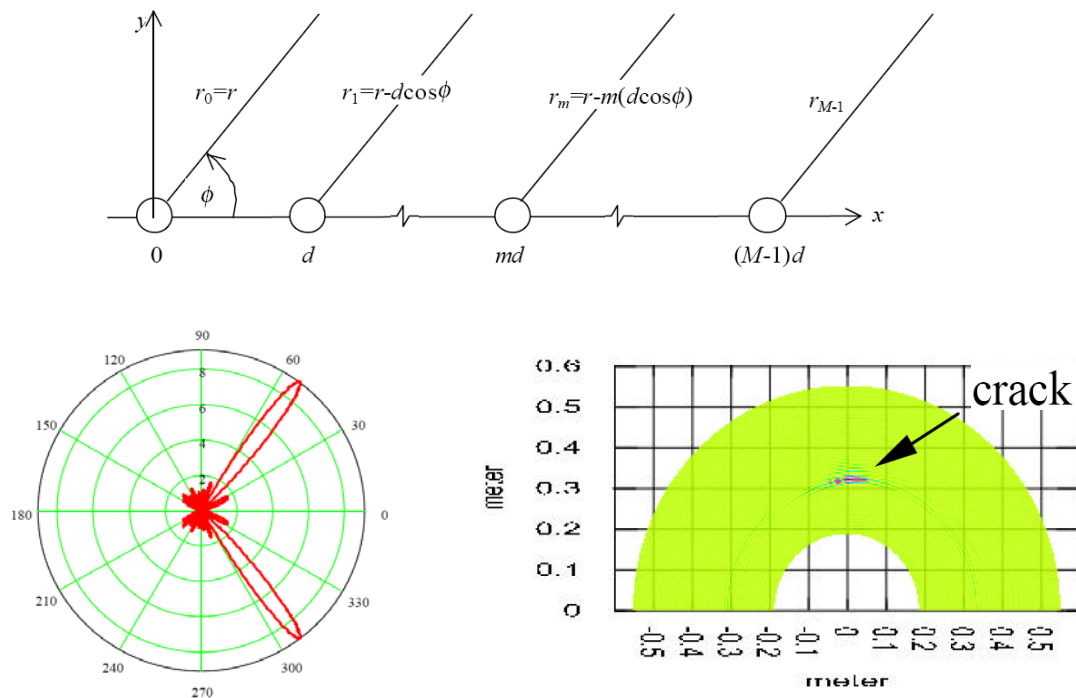 y
r₀=r
r₁=r-dcosϕ
rₘ=r-m(dcosϕ)
r_M-1
ϕ
x
0
d
md
(M-1)d
90
120
60
8
6
150
30
4
2
180
0
210
330
240
300
270
0.6
0.5
0.4
0.3
0.2
0.1
0
meter
crack
-0.5
-0.4
-0.3
-0.2
-0.1
0
0.1
0.2
0.3
0.4
0.5
meter